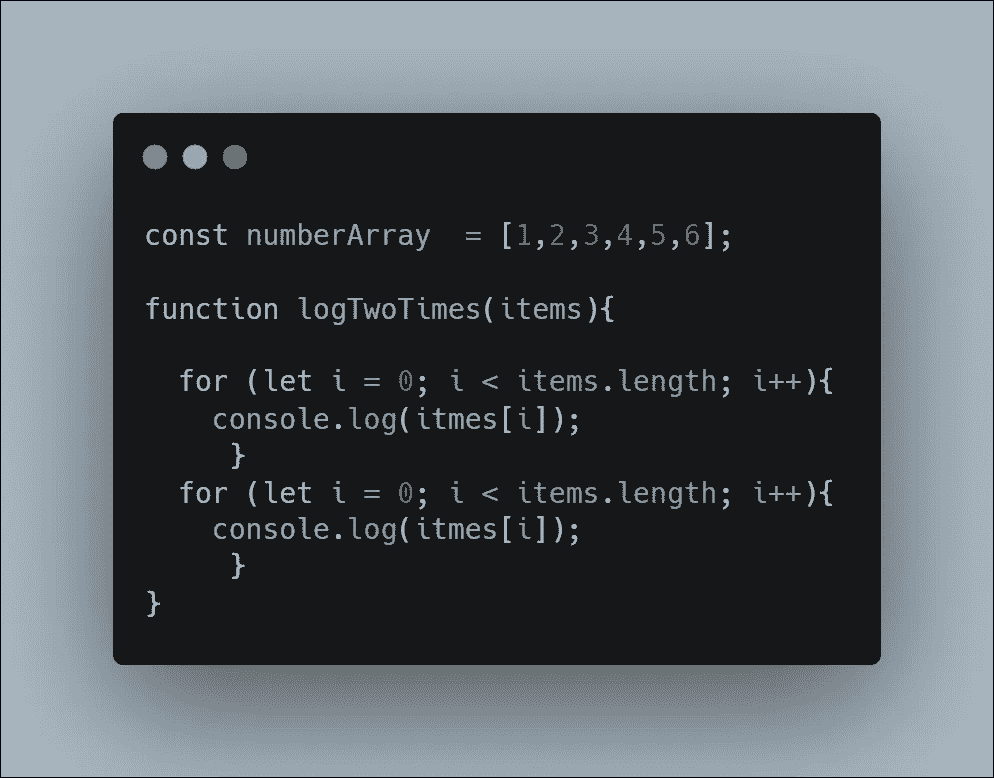 const numberArray  = [1,2,3,4,5,6];
function logTwoTimes(items){
  for (let i = 0; i < items.length; i++){
    console.log(itmes[i]);
     }
  for (let i = 0; i < items.length; i++){
    console.log(itmes[i]);
     }
}